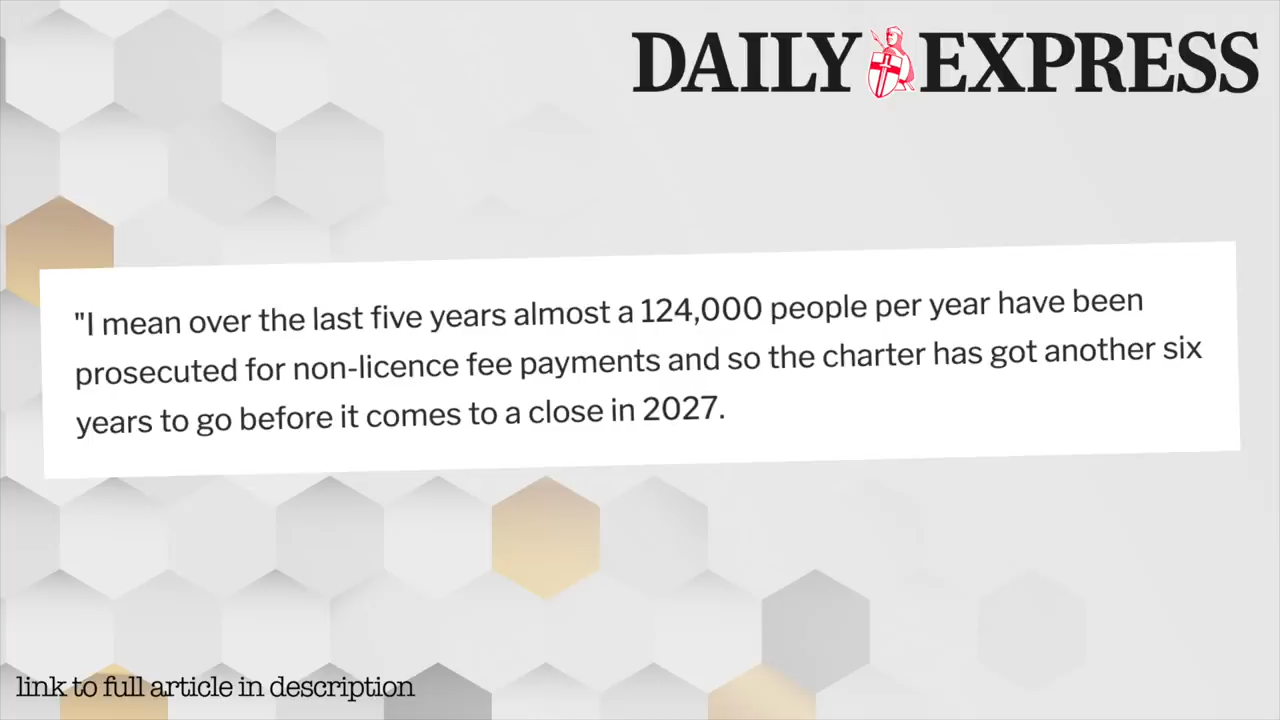 DAILY EXPRESS
"I mean over the last five years almost a 124,000 people per year have been
prosecuted for non-licence fee payments and so the charter has got another six
years to go before it comes to a close in 2027.
link to full article in description